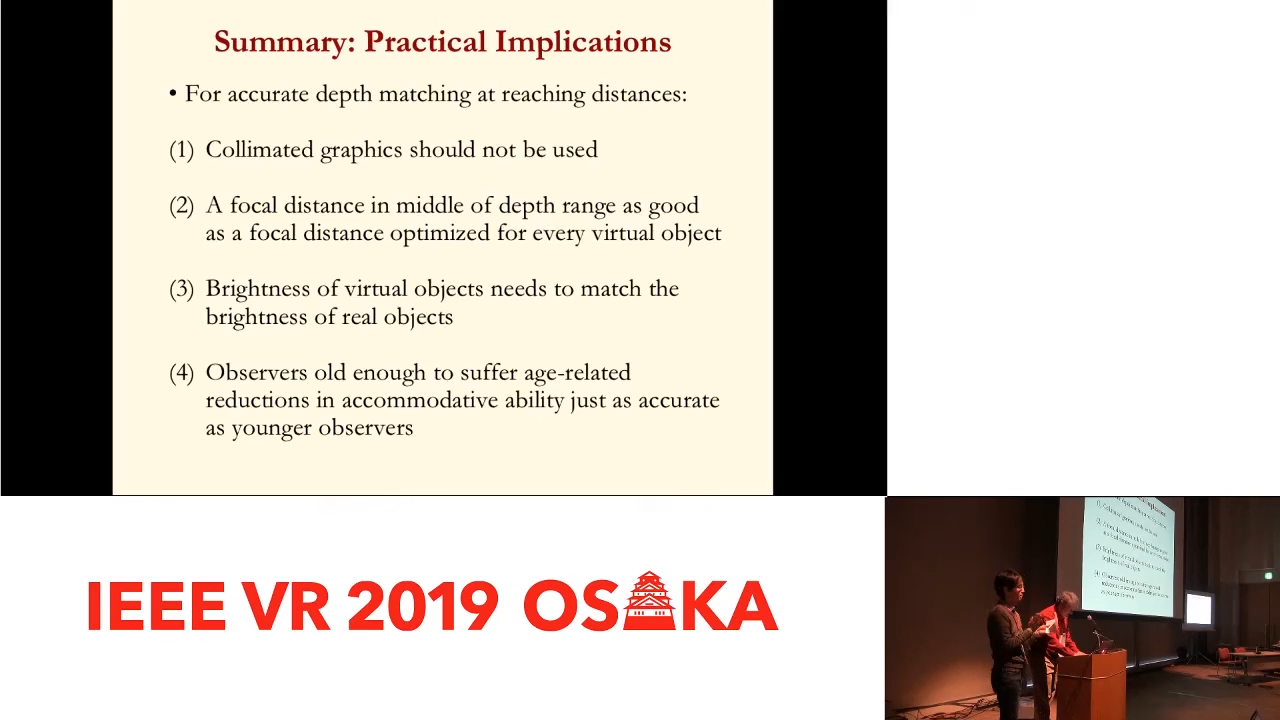 Summary: Practical Implications
• For accurate depth matching at reaching distances:
(1) Collimated graphics should not be used
(2) A focal distance in middle of depth range as good
as a focal distance optimized for every virtual object
(3) Brightness of virtual objects needs to match the
brightness of real objects
(4) Observers old enough to suffer age-related
reductions in accommodative ability just as accurate
as younger observers
IEEE VR 2019 OSAKA